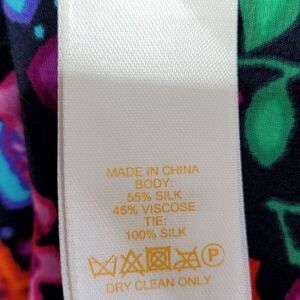 MADE IN CHINA
BODY:
55% SILK
45% VISCOSE
TIE:
100% SILK
P
DRY CLEAN ONLY